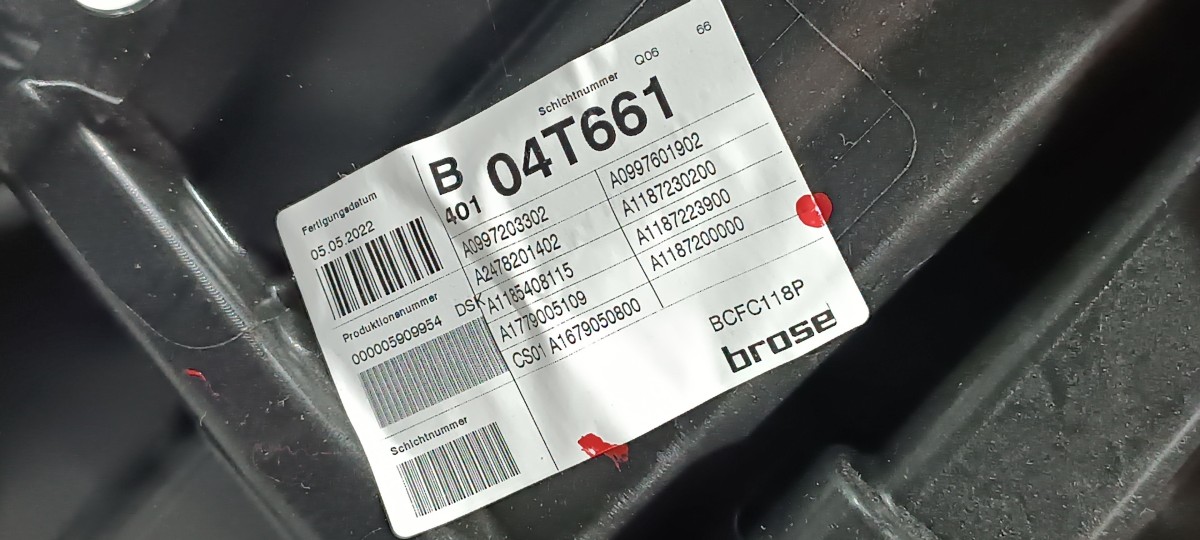 Schichtnummer Q06 66
B 04T661
401
Fertigungsdatum
05.05.2022
Produktionsnummer
000005909954 DSK
Schichtnummer
A0997203302 A0997601902
A2478201402 A1187230200
A1185408115 A1187223900
A1779005109 A1187200000
CS01 A1679050800
BCFC118P
brose